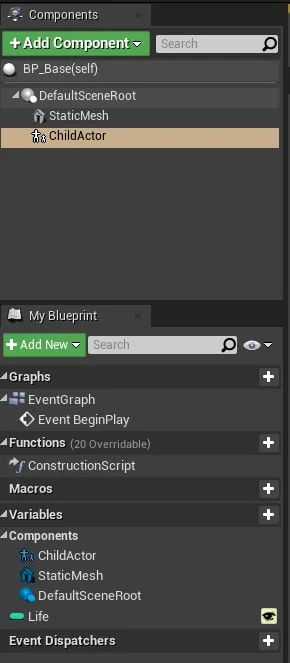 Components
Add Component
Search
BP_Base(self)
DefaultSceneRoot
StaticMesh
ChildActor
My Blueprint
Add New
Search
Graphs
EventGraph
Event BeginPlay
Functions (20 Overridable)
ConstructionScript
Macros
Variables
Components
ChildActor
StaticMesh
DefaultSceneRoot
Life
Event Dispatchers